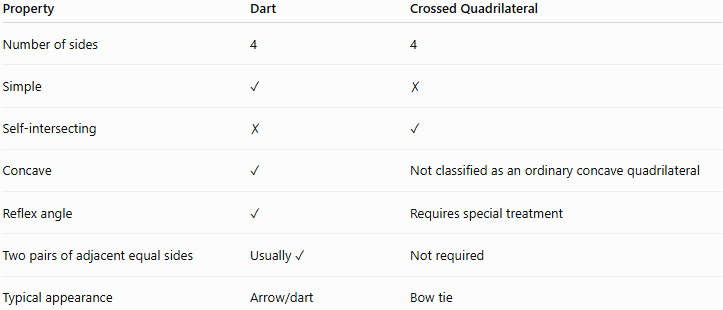 Property Dart Crossed Quadrilateral
Number of sides 4 4
Simple ✓ ✗
Self-intersecting ✗ ✓
Concave ✓ Not classified as an ordinary concave quadrilateral
Reflex angle ✓ Requires special treatment
Two pairs of adjacent equal sides Usually ✓ Not required
Typical appearance Arrow/dart Bow tie